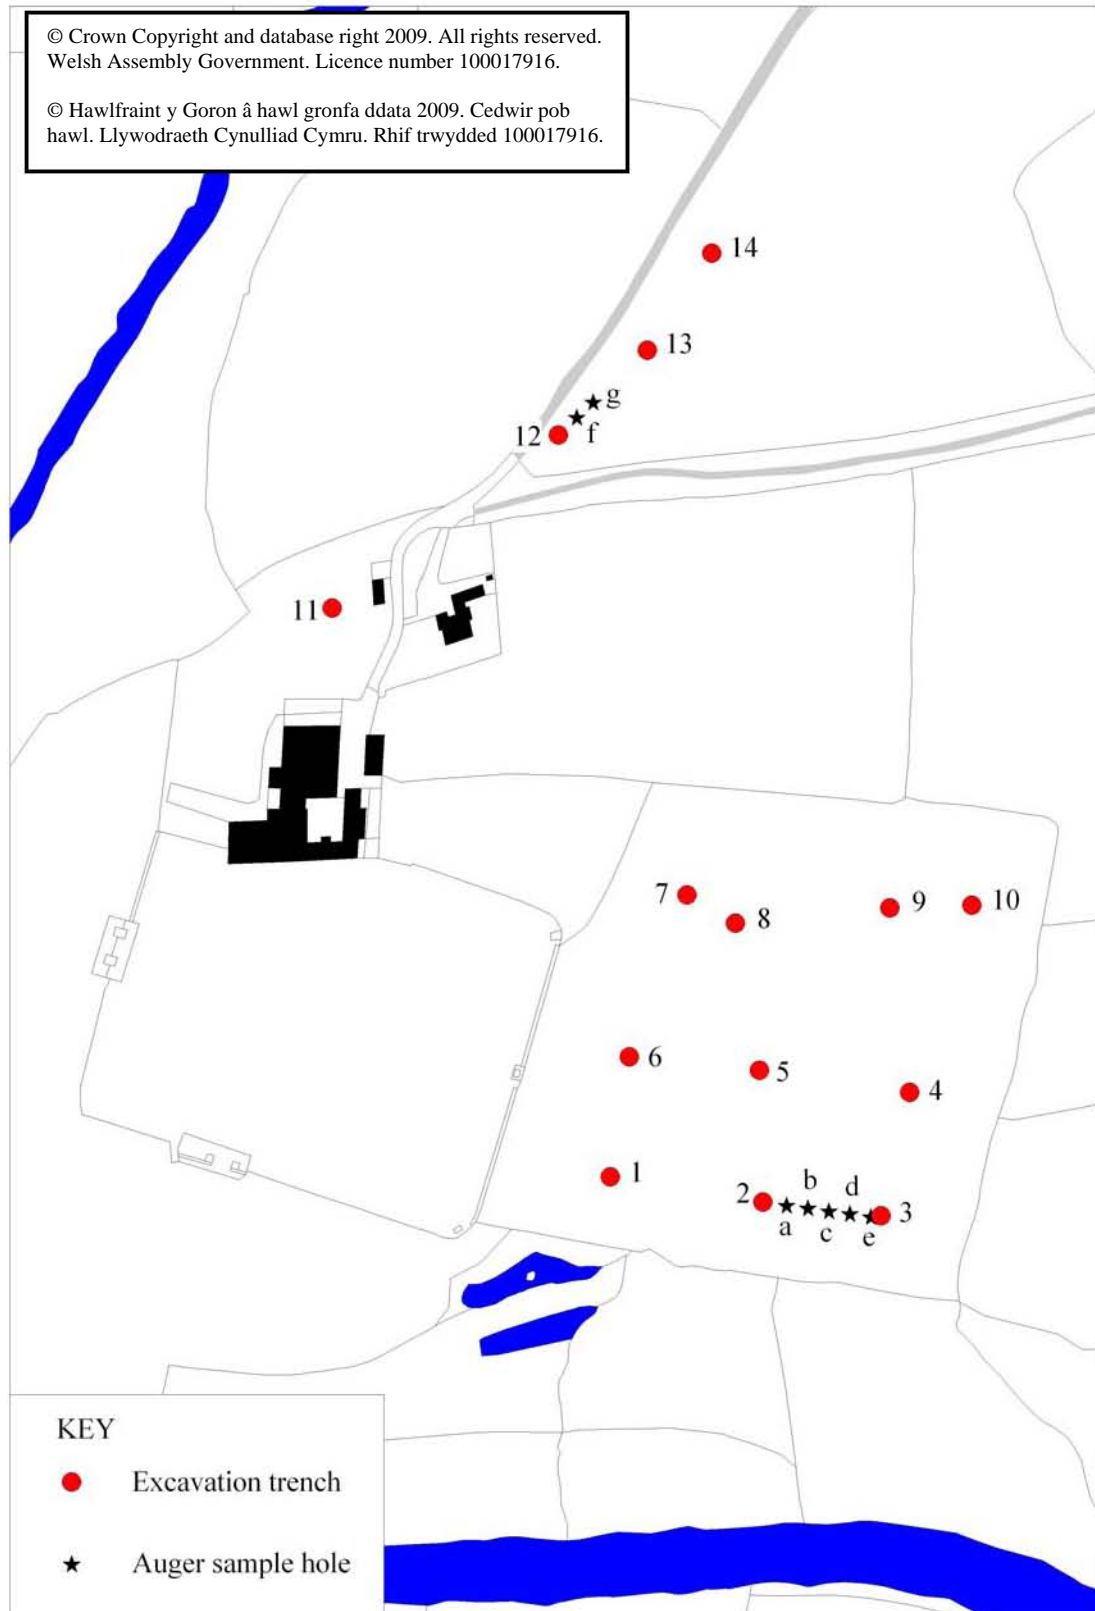 © Crown Copyright and database right 2009. All rights reserved.
Welsh Assembly Government. Licence number 100017916.
© Hawlfraint y Goron â hawl gronfa ddata 2009. Cedwir pob
hawl. Llywodraeth Cynulliad Cymru. Rhif trwydded 100017916.
14
13
g
12 f
11
7
8
9
10
6
5
4
1
2
b
d
a
c
e
3
KEY
Excavation trench
Auger sample hole